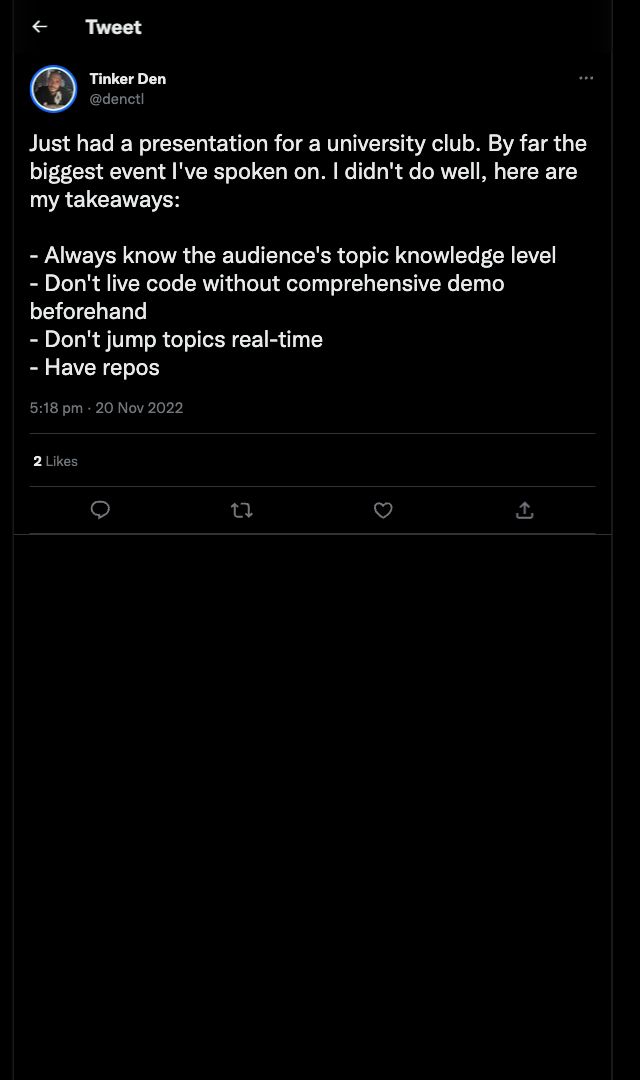 Tweet
Tinker Den
@denctl
Just had a presentation for a university club. By far the
biggest event I've spoken on. I didn't do well, here are
my takeaways:
- Always know the audience's topic knowledge level
- Don't live code without comprehensive demo
beforehand
- Don't jump topics real-time
- Have repos
5:18 pm · 20 Nov 2022
2 Likes